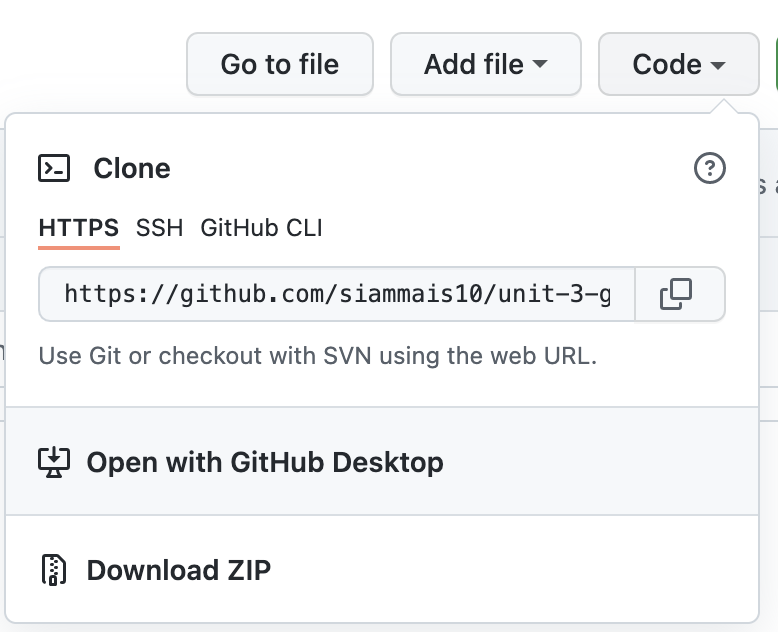 Go to file
Add file
Code
Clone
HTTPS SSH GitHub CLI
https://github.com/siammais10/unit-3-g
Use Git or checkout with SVN using the web URL.
Open with GitHub Desktop
Download ZIP